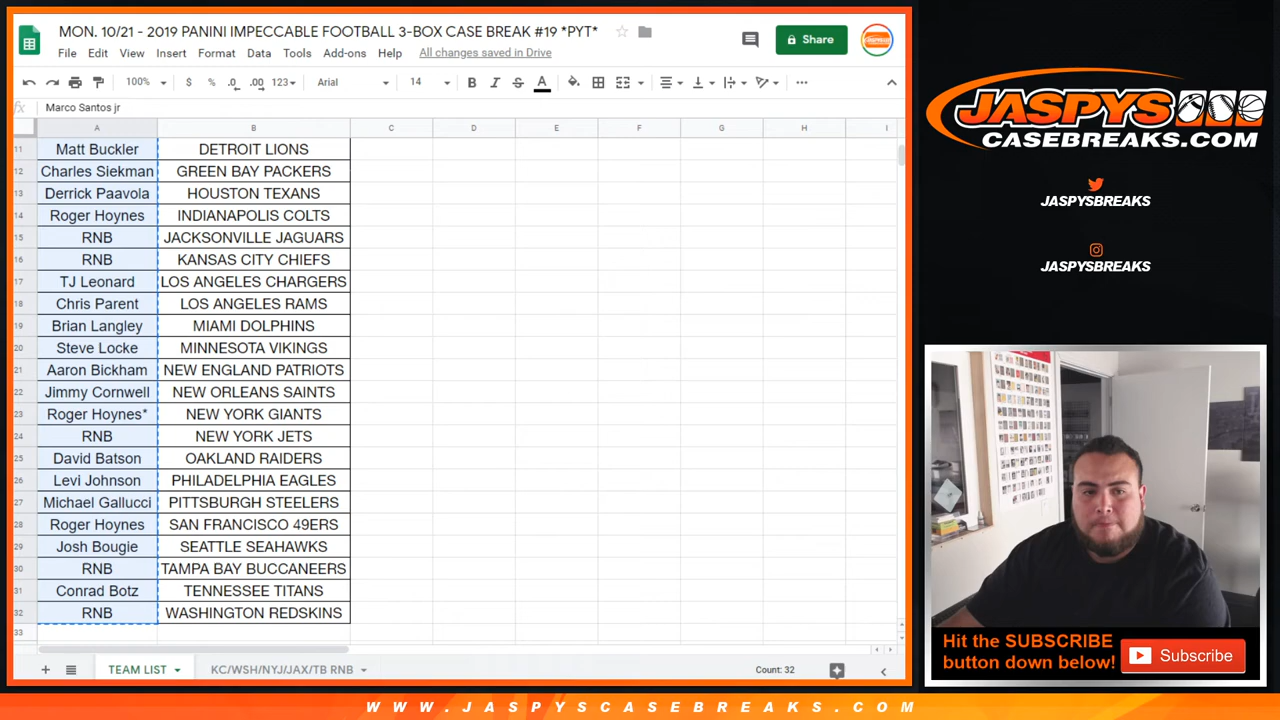 MON. 10/21 - 2019 PANINI IMPECCABLE FOOTBALL 3-BOX CASE BREAK #19 *PYT*
File Edit View Insert Format Data Tools Add-ons Help All changes saved in Drive
Share
100% $ % .0 .00 123 Arial 14 B I S A
fx Marco Santos jr
A B C D E F G H I
11 Matt Buckler DETROIT LIONS
12 Charles Siekman GREEN BAY PACKERS
13 Derrick Paavola HOUSTON TEXANS
14 Roger Hoynes INDIANAPOLIS COLTS
15 RNB JACKSONVILLE JAGUARS
16 RNB KANSAS CITY CHIEFS
17 TJ Leonard LOS ANGELES CHARGERS
18 Chris Parent LOS ANGELES RAMS
19 Brian Langley MIAMI DOLPHINS
20 Steve Locke MINNESOTA VIKINGS
21 Aaron Bickham NEW ENGLAND PATRIOTS
22 Jimmy Cornwell NEW ORLEANS SAINTS
23 Roger Hoynes* NEW YORK GIANTS
24 RNB NEW YORK JETS
25 David Batson OAKLAND RAIDERS
26 Levi Johnson PHILADELPHIA EAGLES
27 Michael Gallucci PITTSBURGH STEELERS
28 Roger Hoynes SAN FRANCISCO 49ERS
29 Josh Bougie SEATTLE SEAHAWKS
30 RNB TAMPA BAY BUCCANEERS
31 Conrad Botz TENNESSEE TITANS
32 RNB WASHINGTON REDSKINS
33
TEAM LIST KC/WSH/NYJ/JAX/TB RNB Count: 32
JASPYS
CASEBREAKS.COM
JASPYSBREAKS
JASPYSBREAKS
Hit the SUBSCRIBE
button down below!
Subscribe
WWW.JASPYSCASEBREAKS.COM